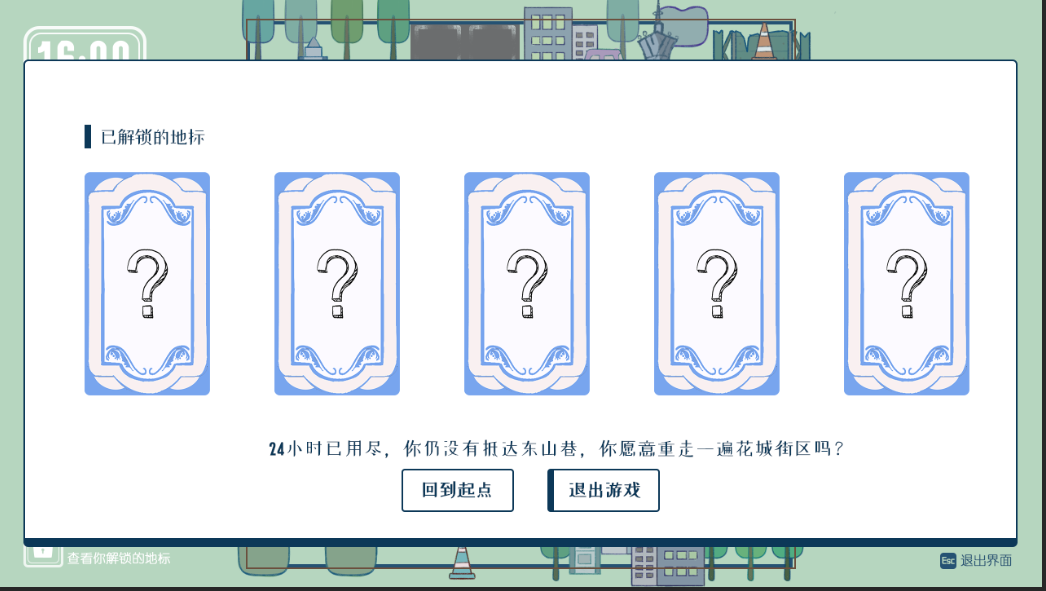 16:00
已解锁的地标
?
?
?
?
?
24小时已用尽，你仍没有抵达东山巷，你愿意重走一遍花城街区吗？
回到起点
退出游戏
查看你解锁的地标
Esc 退出界面